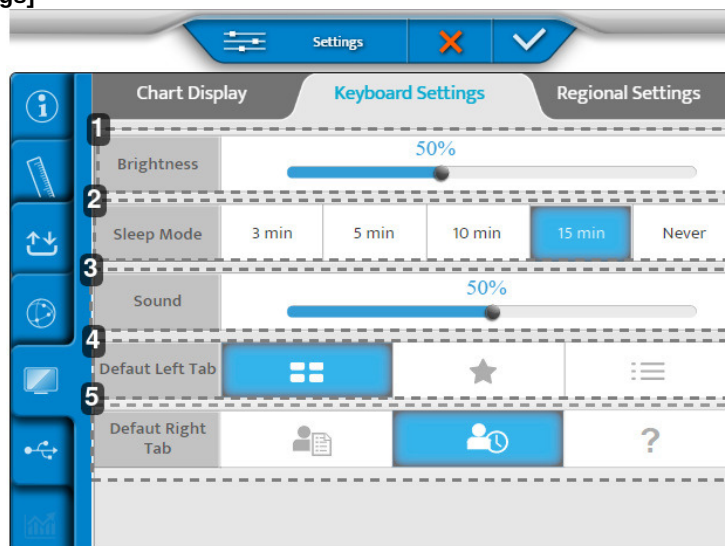 gs]
Settings
Chart Display Keyboard Settings Regional Settings
1
Brightness 50%
2
Sleep Mode 3 min 5 min 10 min 15 min Never
3
Sound 50%
4
Defaut Left Tab
5
Defaut Right
Tab ?